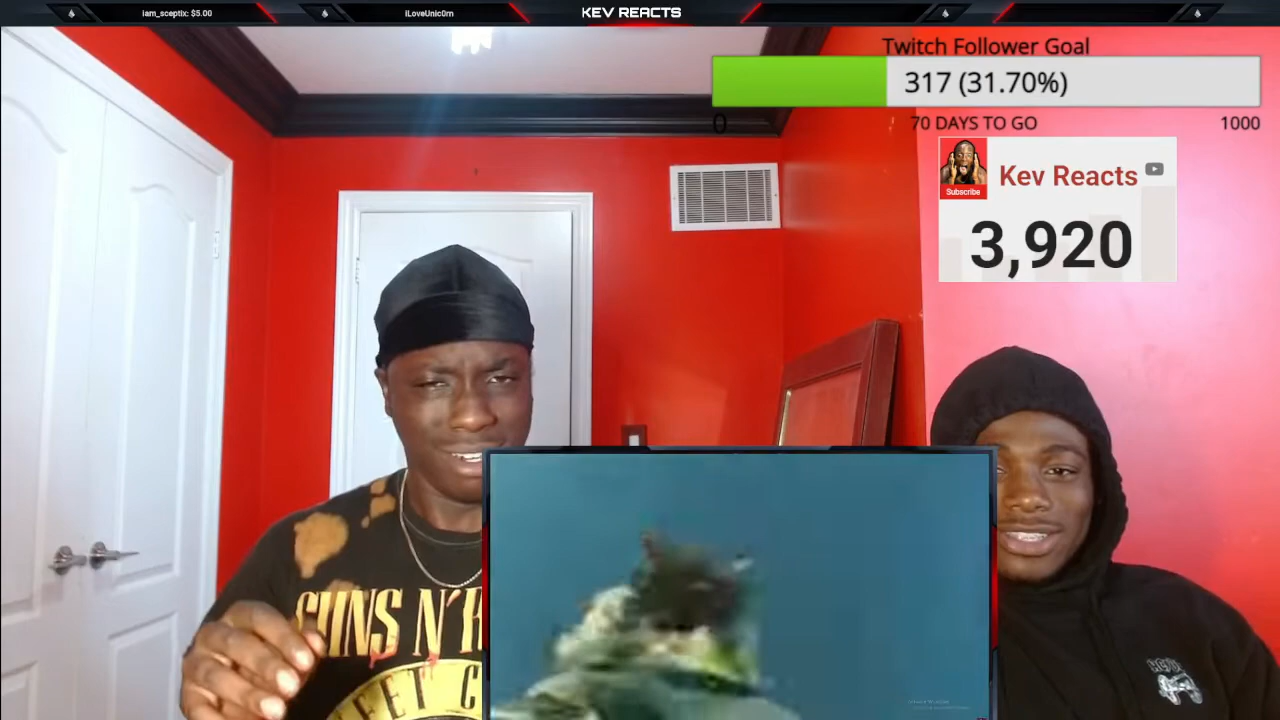 iam_sceptix: $5.00
ILoveUnic0rn
KEV REACTS
Twitch Follower Goal
317 (31.70%)
0
70 DAYS TO GO
1000
Subscribe
Kev Reacts
3,920
GUNS N'R